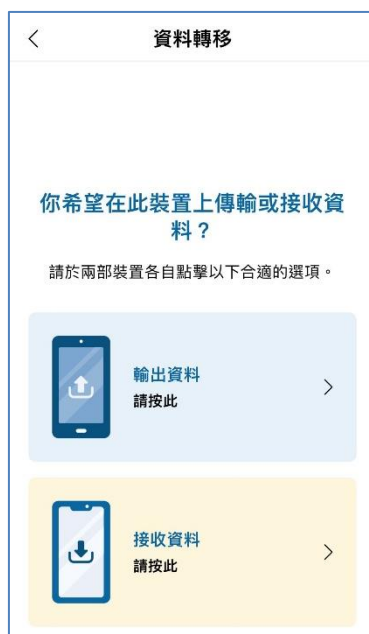 資料轉移
你希望在此裝置上傳輸或接收資
料？
請於兩部裝置各自點擊以下合適的選項。
輸出資料
請按此
接收資料
請按此